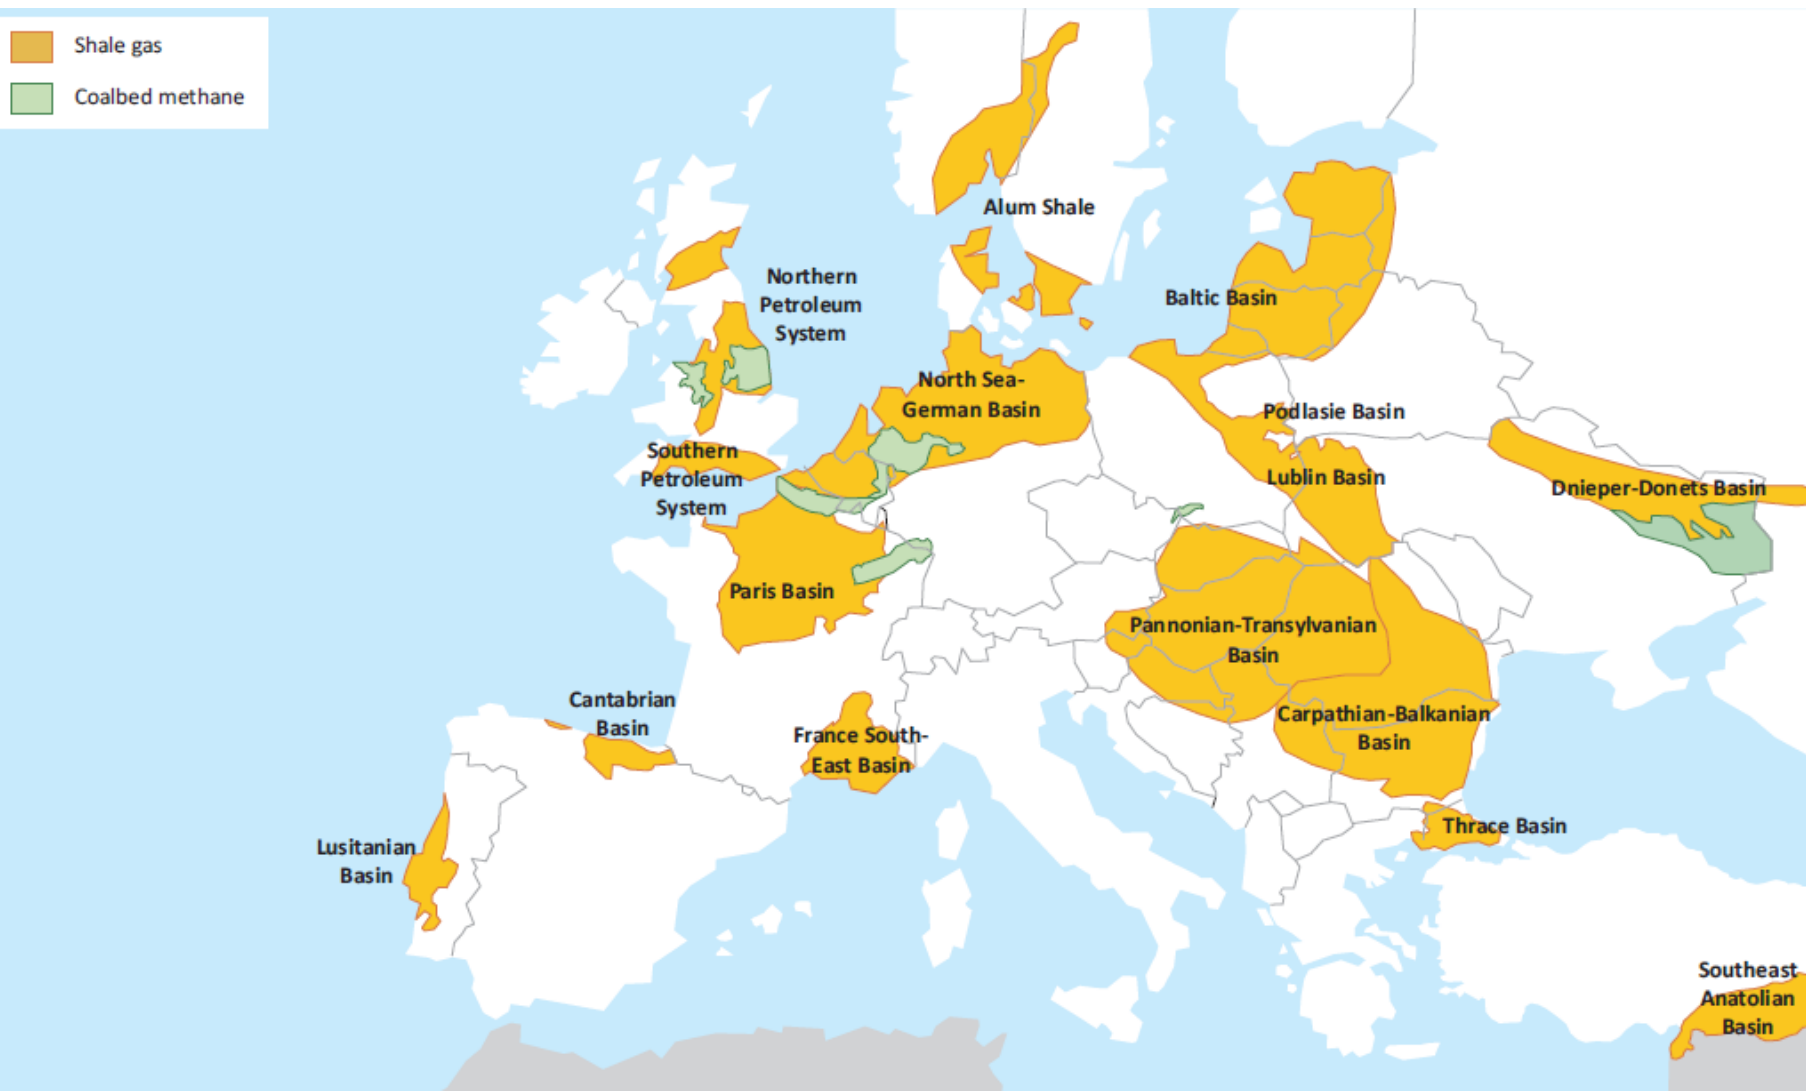 Shale gas
Coalbed methane
Alum Shale
Northern
Petroleum
System
Baltic Basin
North Sea-
German Basin
Podlasie Basin
Southern
Petroleum
System
Lublin Basin
Dnieper-Donets Basin
Paris Basin
Pannonian-Transylvanian
Basin
Cantabrian
Basin
France South-
East Basin
Carpathian-Balkanian
Basin
Thrace Basin
Lusitanian
Basin
Southeast
Anatolian
Basin